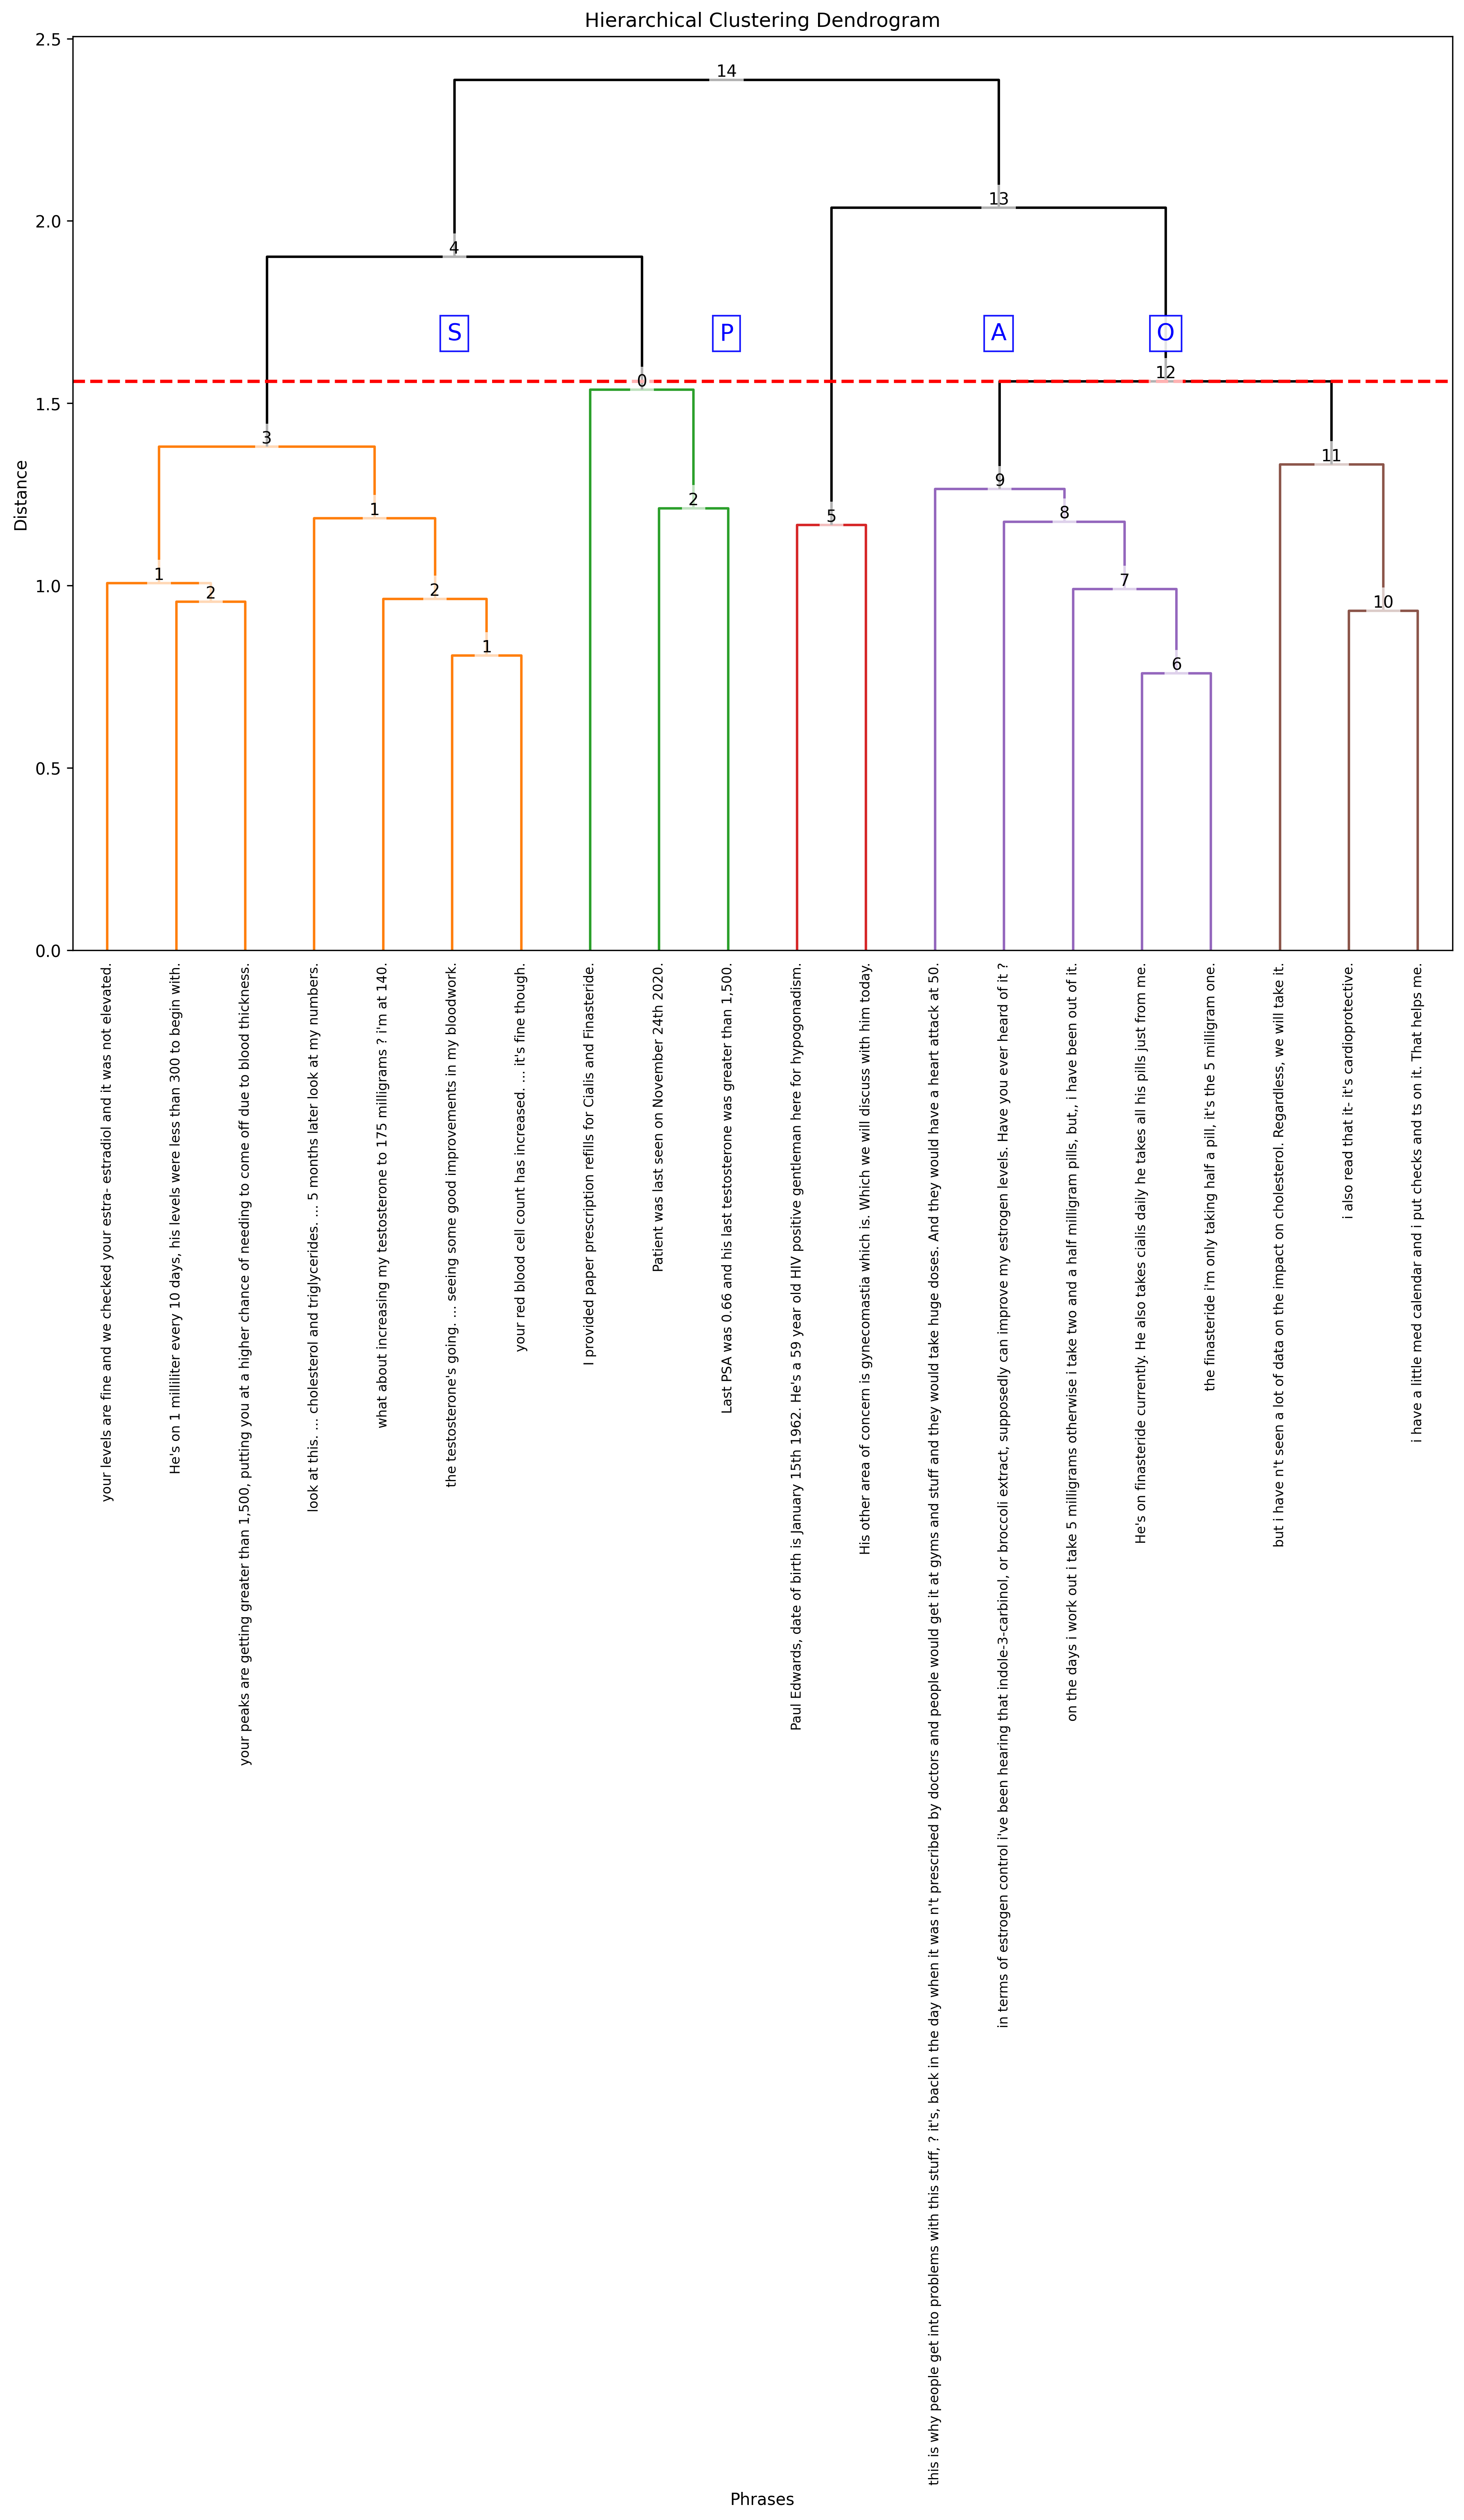 Hierarchical Clustering Dendrogram
2.5
2.0
1.5
1.0
0.5
0.0
Distance
14
13
4
S
P
A
O
12
0
3
11
9
2
1
8
5
1
7
2
2
10
6
1
your levels are fine and we checked your estra- estradiol and it was not elevated.
He's on 1 milliliter every 10 days, his levels were less than 300 to begin with.
your peaks are getting greater than 1,500, putting you at a higher chance of needing to come off due to blood thickness.
look at this. ... cholesterol and triglycerides. ... 5 months later look at my numbers.
what about increasing my testosterone to 175 milligrams ? i'm at 140.
the testosterone's going. ... seeing some good improvements in my bloodwork.
your red blood cell count has increased. ... it's fine though.
I provided paper prescription refills for Cialis and Finasteride.
Patient was last seen on November 24th 2020.
Last PSA was 0.66 and his last testosterone was greater than 1,500.
Paul Edwards, date of birth is January 15th 1962. He's a 59 year old HIV positive gentleman here for hypogonadism.
His other area of concern is gynecomastia which is. Which we will discuss with him today.
this is why people get into problems with this stuff, ? it's, back in the day when it was n't prescribed by doctors and people would get it at gyms and stuff and they would take huge doses. And they would have a heart attack at 50.
in terms of estrogen control i've been hearing that indole-3-carbinol, or broccoli extract, supposedly can improve my estrogen levels. Have you ever heard of it ?
on the days i work out i take 5 milligrams otherwise i take two and a half milligram pills, but,, i have been out of it.
He's on finasteride currently. He also takes cialis daily he takes all his pills just from me.
the finasteride i'm only taking half a pill, it's the 5 milligram one.
but i have n't seen a lot of data on the impact on cholesterol. Regardless, we will take it.
i also read that it- it's cardioprotective.
i have a little med calendar and i put checks and ts on it. That helps me.
Phrases